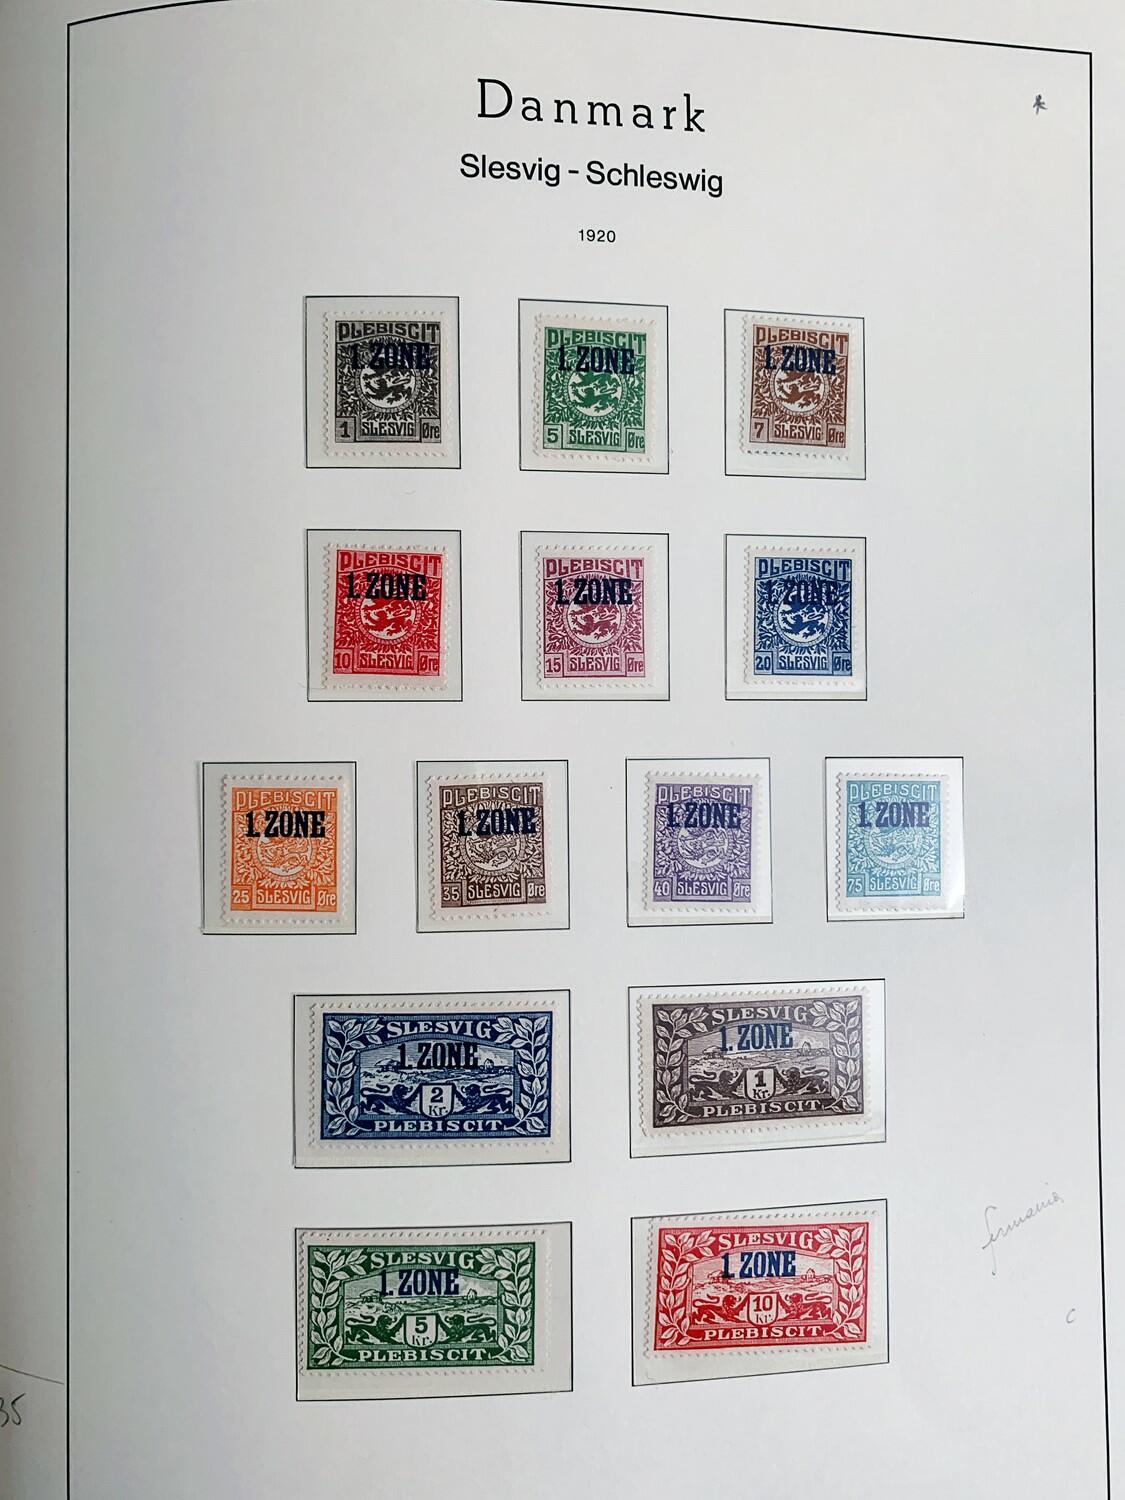 Danmark
Slesvig - Schleswig
1920
PLEBISCIT
1. ZONE
1 SLESVIG Øre
PLEBISCIT
1. ZONE
5 SLESVIG Øre
PLEBISCIT
1. ZONE
7 SLESVIG Øre
PLEBISCIT
1. ZONE
10 SLESVIG Øre
PLEBISCIT
1. ZONE
15 SLESVIG Øre
PLEBISCIT
1. ZONE
20 SLESVIG Øre
PLEBISCIT
1. ZONE
25 SLESVIG Øre
PLEBISCIT
1. ZONE
35 SLESVIG Øre
PLEBISCIT
1. ZONE
40 SLESVIG Øre
PLEBISCIT
1. ZONE
75 SLESVIG Øre
SLESVIG
1. ZONE
2
Kr.
PLEBISCIT.
SLESVIG
1. ZONE
1
Kr.
PLEBISCIT.
SLESVIG
1. ZONE
5
Kr.
PLEBISCIT.
SLESVIG
1. ZONE
10
Kr.
PLEBISCIT.
Germania
C
35